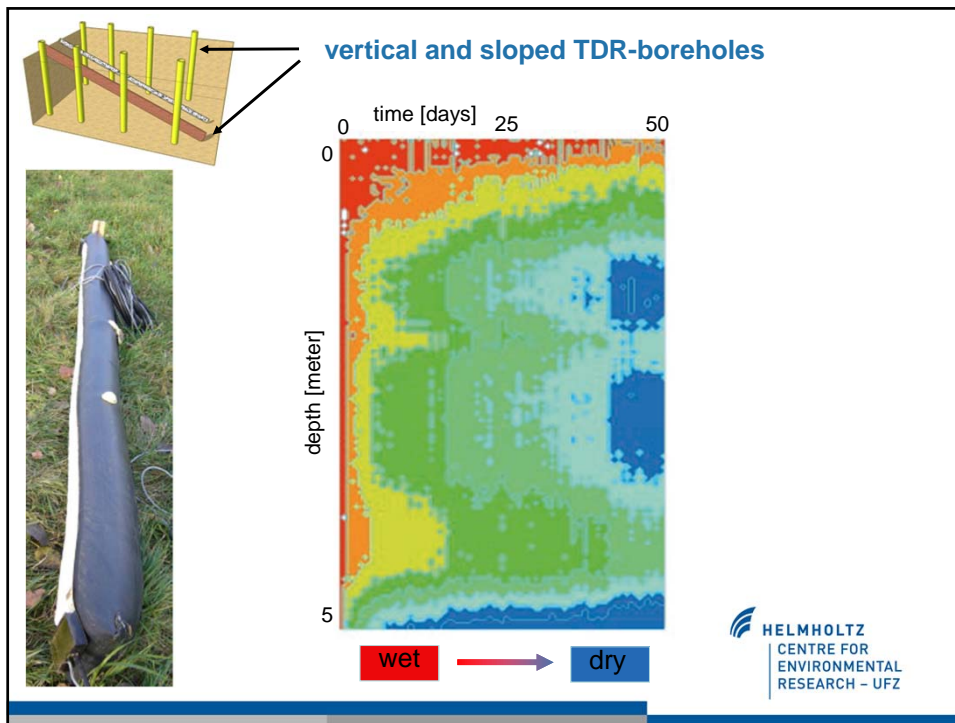 vertical and sloped TDR-boreholes
time [days]
0 25 50
0
depth [meter]
5
wet dry
HELMHOLTZ
CENTRE FOR
ENVIRONMENTAL
RESEARCH – UFZ